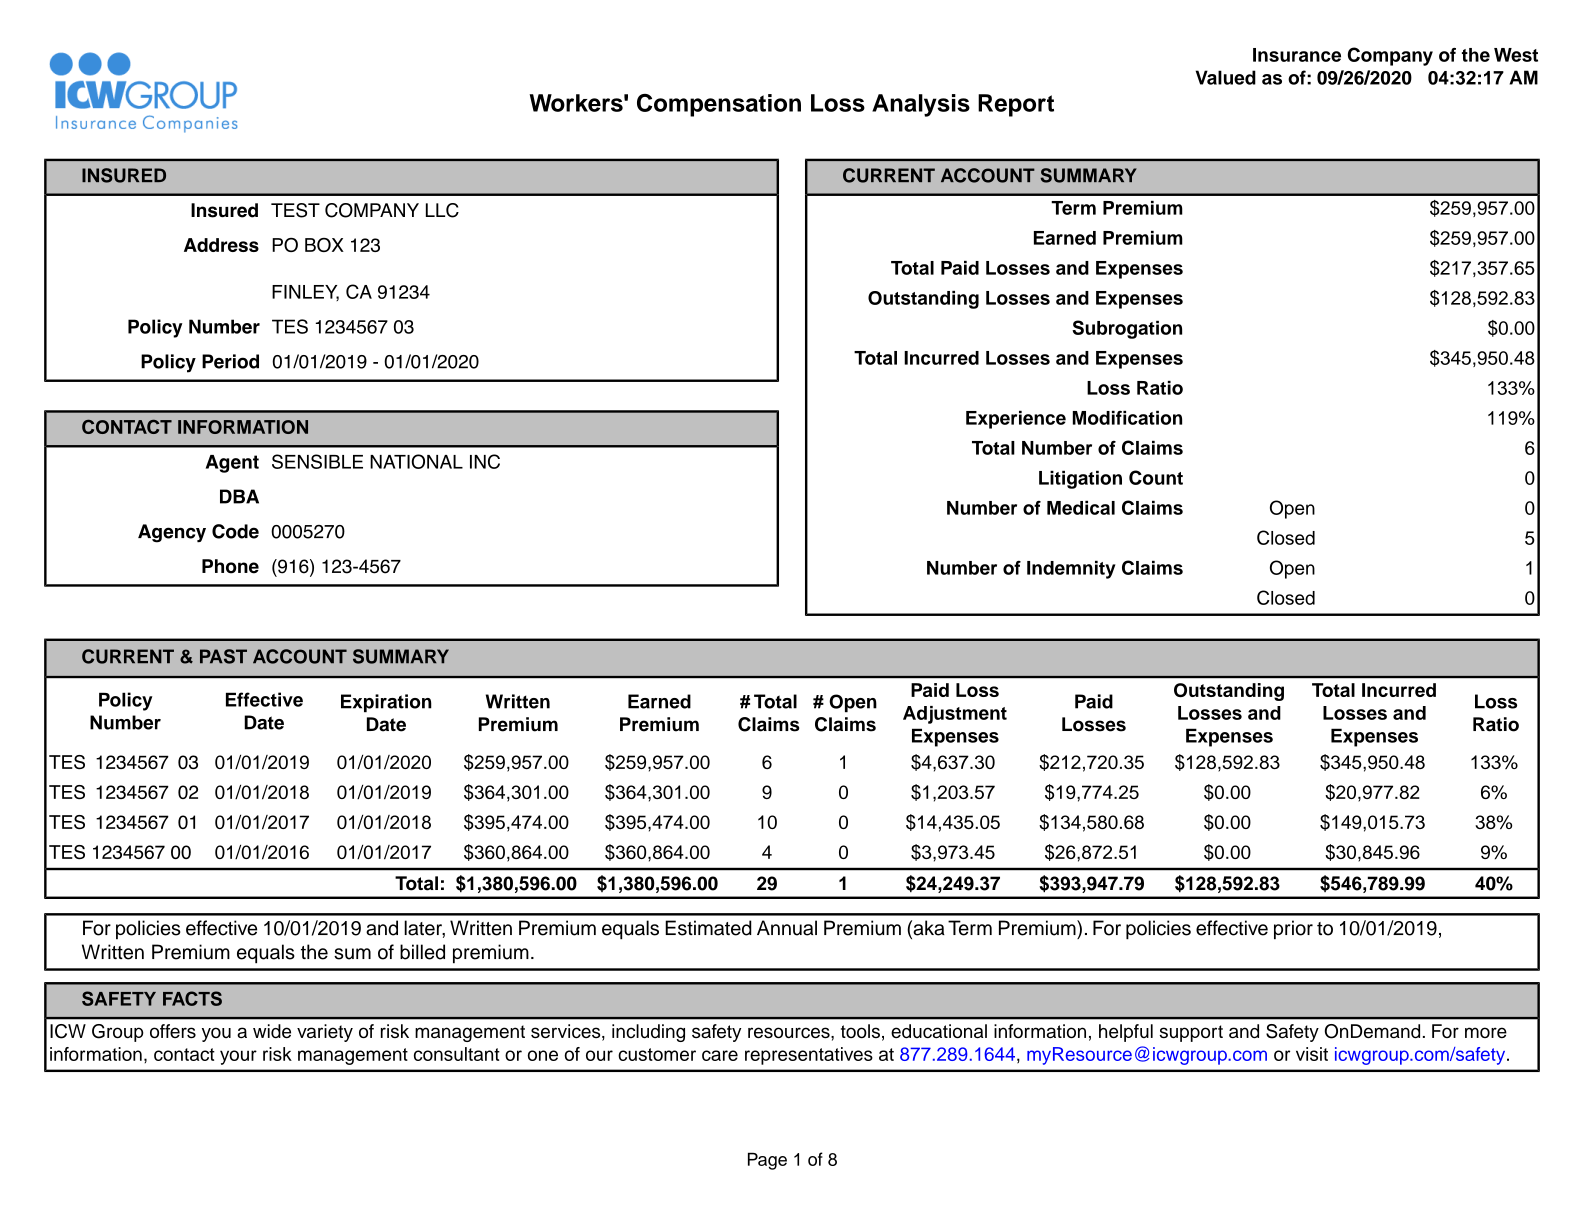 ICWGROUP
Insurance Companies
Insurance Company of the West
Valued as of: 09/26/2020 04:32:17 AM
Workers' Compensation Loss Analysis Report
INSURED
Insured TEST COMPANY LLC
Address PO BOX 123
FINLEY, CA 91234
Policy Number TES 1234567 03
Policy Period 01/01/2019 - 01/01/2020
CONTACT INFORMATION
Agent SENSIBLE NATIONAL INC
DBA
Agency Code 0005270
Phone (916) 123-4567
CURRENT ACCOUNT SUMMARY
Term Premium $259,957.00
Earned Premium $259,957.00
Total Paid Losses and Expenses $217,357.65
Outstanding Losses and Expenses $128,592.83
Subrogation $0.00
Total Incurred Losses and Expenses $345,950.48
Loss Ratio 133%
Experience Modification 119%
Total Number of Claims 6
Litigation Count 0
Number of Medical Claims Open 0
Closed 5
Number of Indemnity Claims Open 1
Closed 0
CURRENT & PAST ACCOUNT SUMMARY
Policy Number Effective Date Expiration Date Written Premium Earned Premium # Total Claims # Open Claims Paid Loss Adjustment Expenses Paid Losses Outstanding Losses and Expenses Total Incurred Losses and Expenses Loss Ratio
TES 1234567 03 01/01/2019 01/01/2020 $259,957.00 $259,957.00 6 1 $4,637.30 $212,720.35 $128,592.83 $345,950.48 133%
TES 1234567 02 01/01/2018 01/01/2019 $364,301.00 $364,301.00 9 0 $1,203.57 $19,774.25 $0.00 $20,977.82 6%
TES 1234567 01 01/01/2017 01/01/2018 $395,474.00 $395,474.00 10 0 $14,435.05 $134,580.68 $0.00 $149,015.73 38%
TES 1234567 00 01/01/2016 01/01/2017 $360,864.00 $360,864.00 4 0 $3,973.45 $26,872.51 $0.00 $30,845.96 9%
Total: $1,380,596.00 $1,380,596.00 29 1 $24,249.37 $393,947.79 $128,592.83 $546,789.99 40%
For policies effective 10/01/2019 and later, Written Premium equals Estimated Annual Premium (aka Term Premium). For policies effective prior to 10/01/2019,
Written Premium equals the sum of billed premium.
SAFETY FACTS
ICW Group offers you a wide variety of risk management services, including safety resources, tools, educational information, helpful support and Safety OnDemand. For more
information, contact your risk management consultant or one of our customer care representatives at 877.289.1644, myResource@icwgroup.com or visit icwgroup.com/safety.
Page 1 of 8